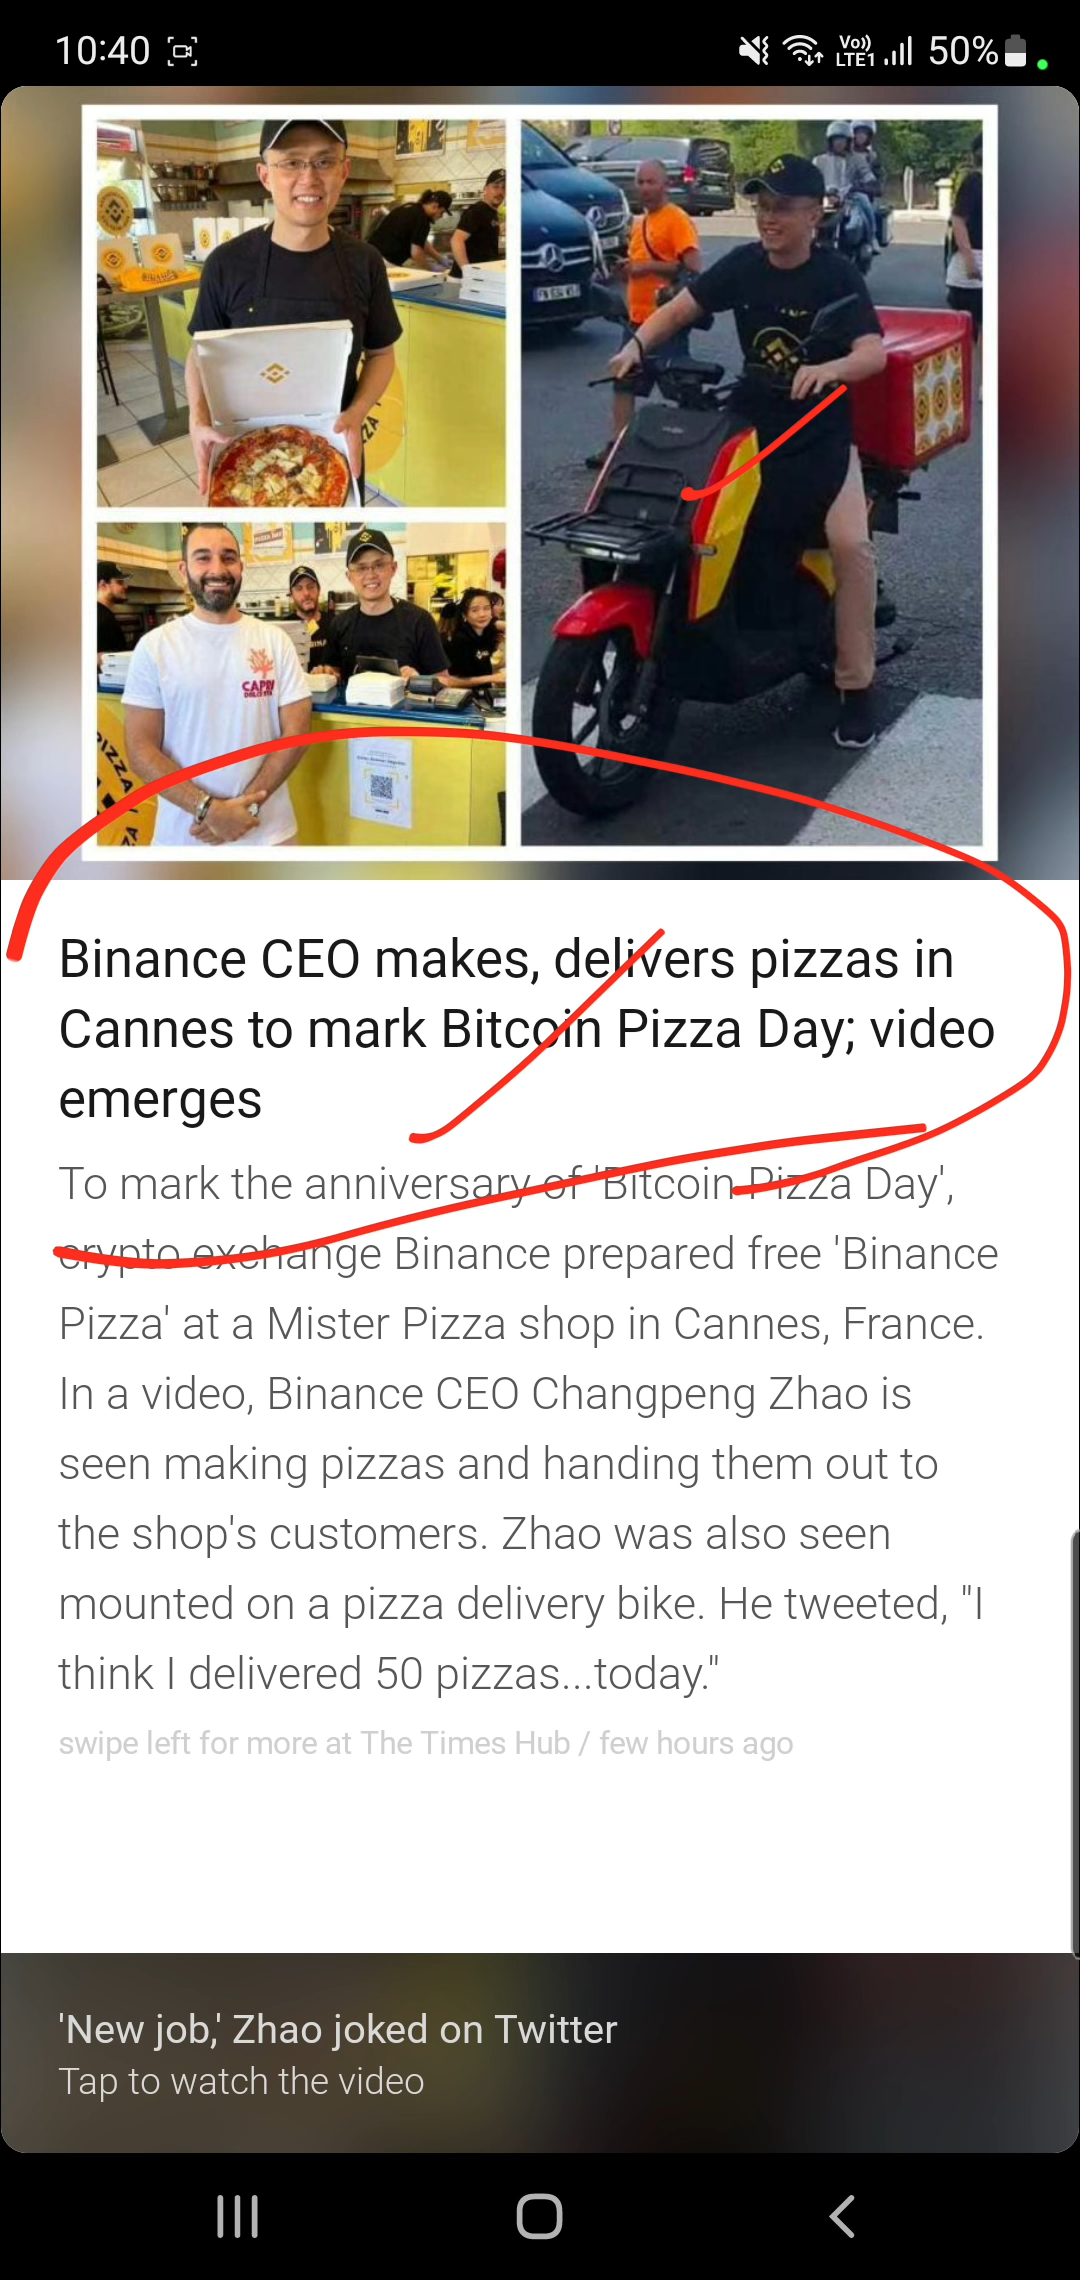 10:40
Vo)) LTE1 50%
CAPRI
PIZZA
Binance CEO makes, delivers pizzas in
Cannes to mark Bitcoin Pizza Day; video
emerges
To mark the anniversary of 'Bitcoin Pizza Day',
crypto exchange Binance prepared free 'Binance
Pizza' at a Mister Pizza shop in Cannes, France.
In a video, Binance CEO Changpeng Zhao is
seen making pizzas and handing them out to
the shop's customers. Zhao was also seen
mounted on a pizza delivery bike. He tweeted, "I
think I delivered 50 pizzas...today."
swipe left for more at The Times Hub / few hours ago
'New job,' Zhao joked on Twitter
Tap to watch the video